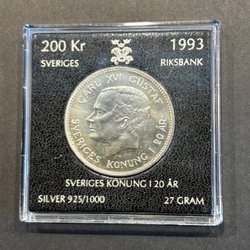 200 Kr 1993
SVERIGES RIKSBANK
CARL XVI GUSTAF
SVERIGES KONUNG I 20 ÅR
SVERIGES KONUNG I 20 ÅR
SILVER 925/1000 27 GRAM